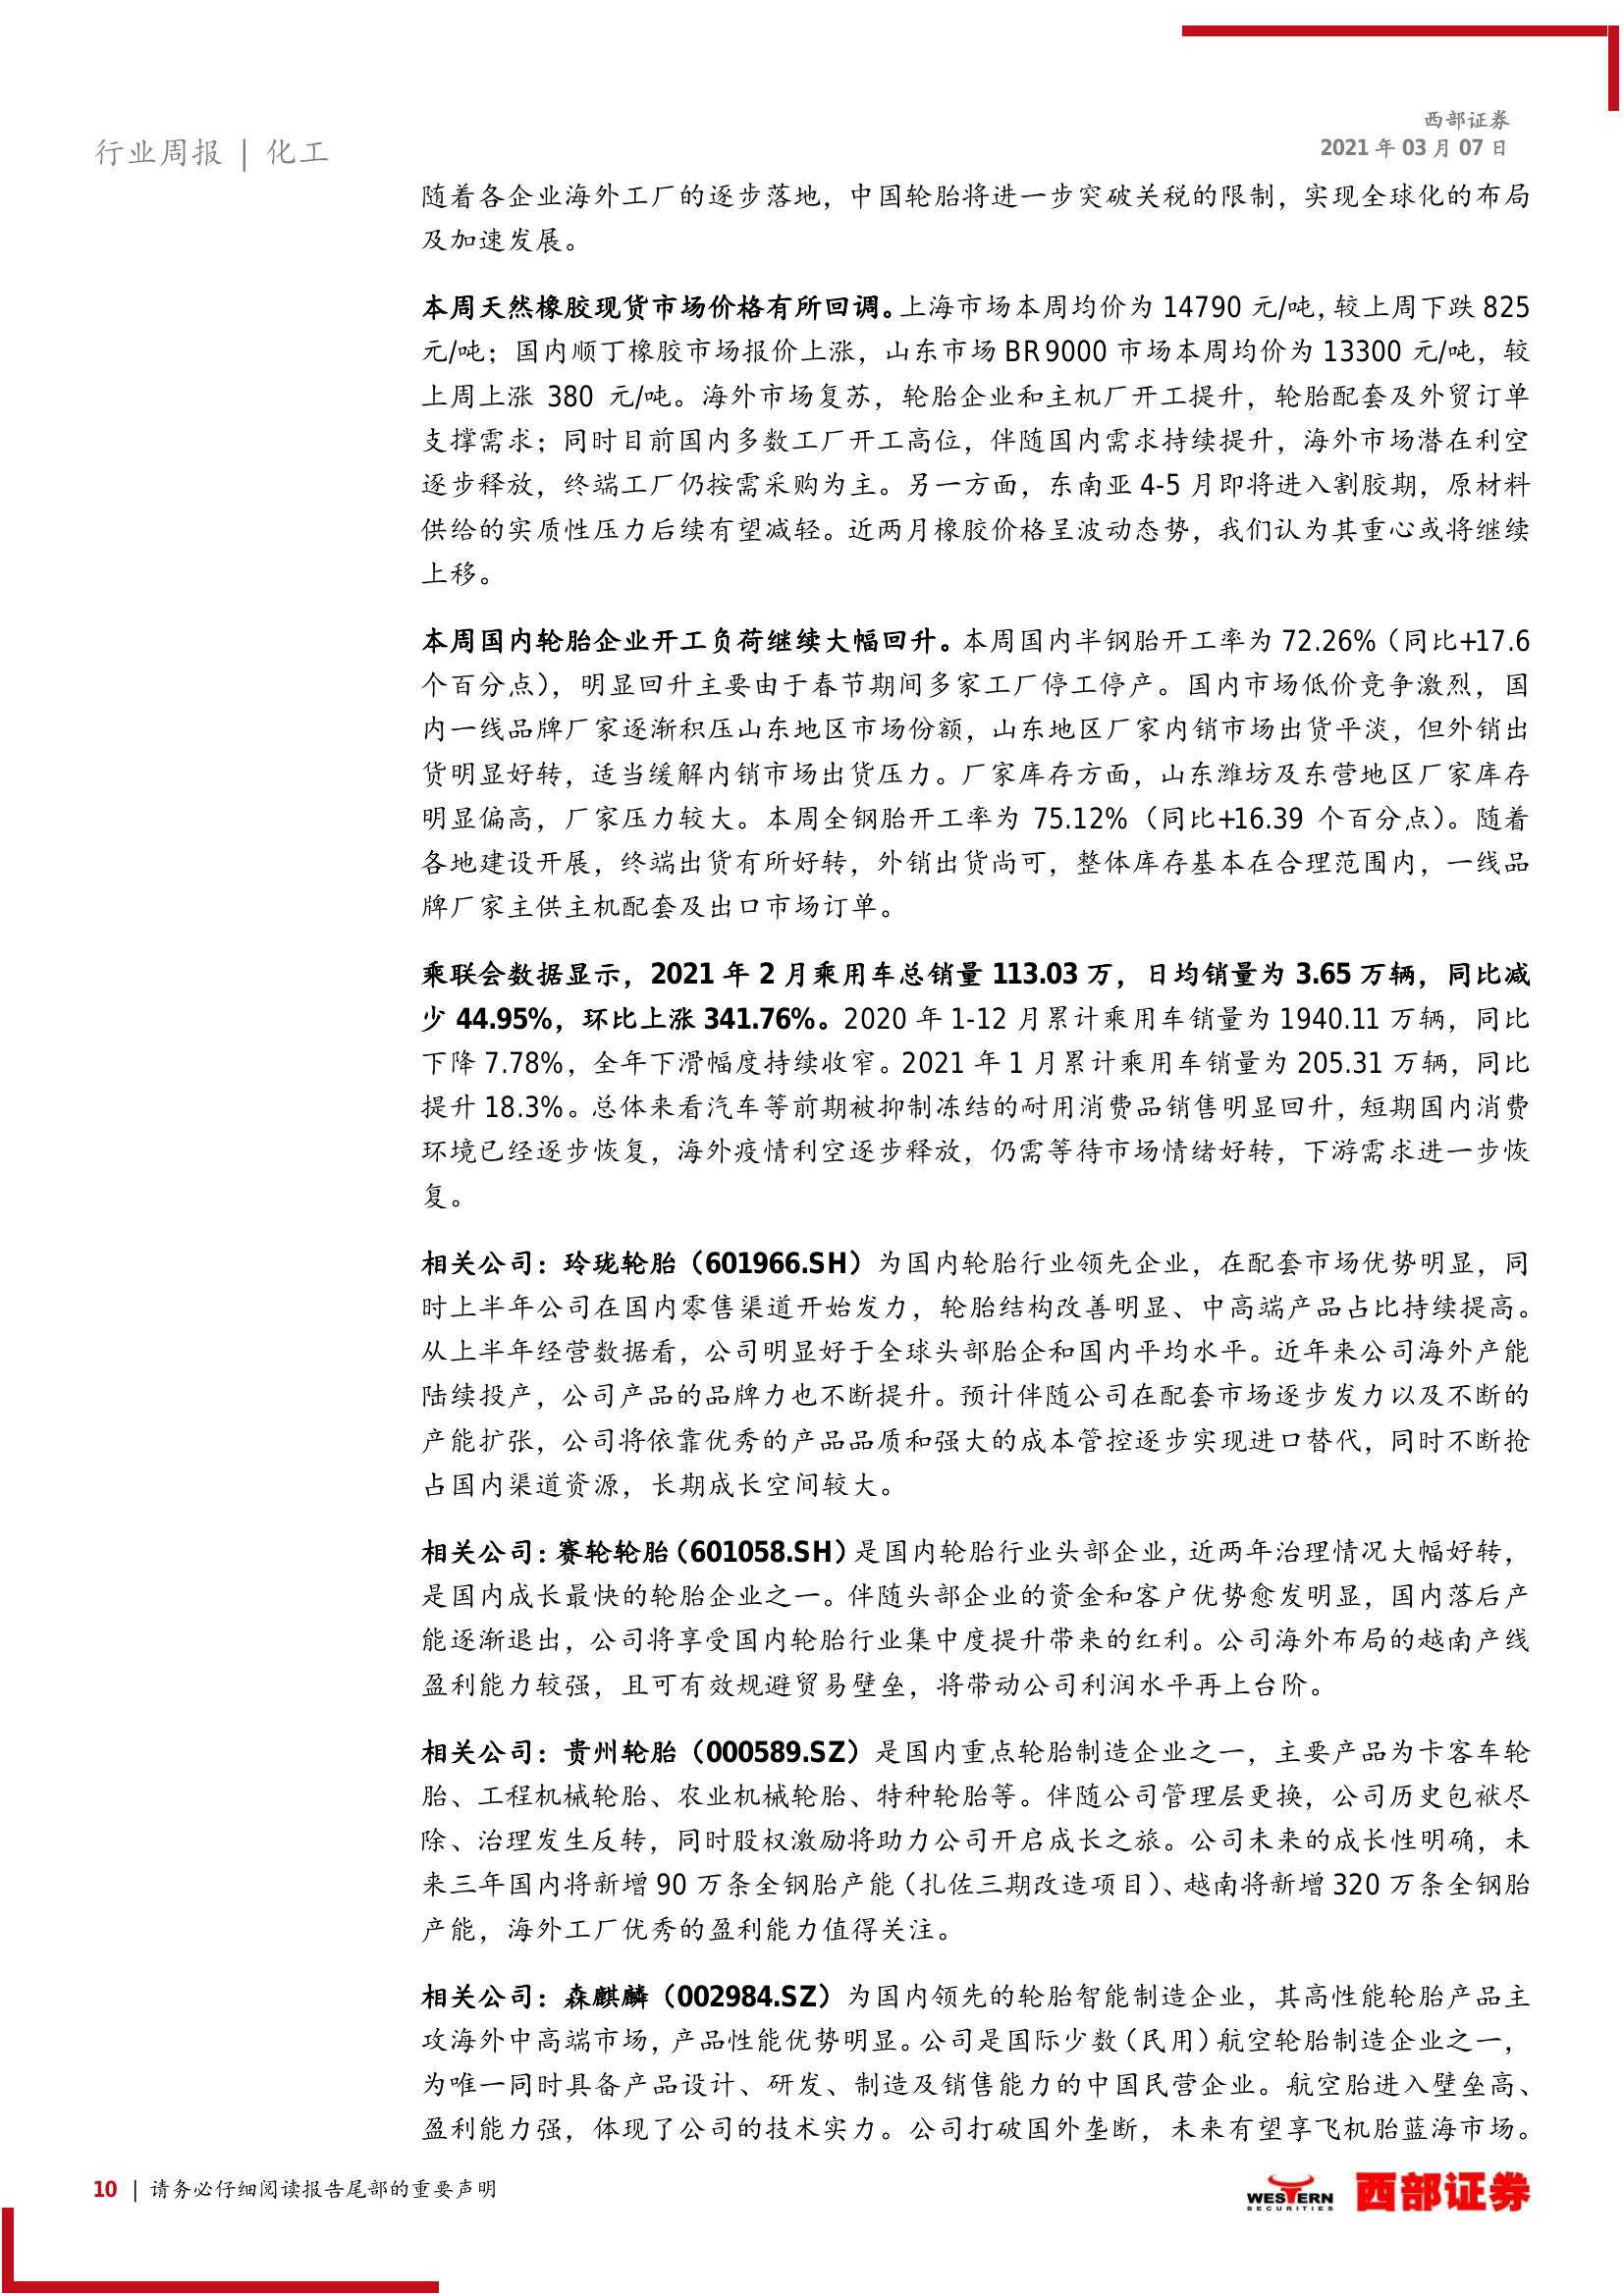 西部证券
行业周报 | 化工
2021 年 03 月 07 日
随着各企业海外工厂的逐步落地，中国轮胎将进一步突破关税的限制，实现全球化的布局
及加速发展。
本周天然橡胶现货市场价格有所回调。上海市场本周均价为 14790 元/吨，较上周下跌 825
元/吨；国内顺丁橡胶市场报价上涨，山东市场 BR9000 市场本周均价为 13300 元/吨，较
上周上涨 380 元/吨。海外市场复苏，轮胎企业和主机厂开工提升，轮胎配套及外贸订单
支撑需求；同时目前国内多数工厂开工高位，伴随国内需求持续提升，海外市场潜在利空
逐步释放，终端工厂仍按需采购为主。另一方面，东南亚 4-5 月即将进入割胶期，原材料
供给的实质性压力后续有望减轻。近两月橡胶价格呈波动态势，我们认为其重心或将继续
上移。
本周国内轮胎企业开工负荷继续大幅回升。本周国内半钢胎开工率为 72.26%（同比+17.6
个百分点），明显回升主要由于春节期间多家工厂停工停产。国内市场低价竞争激烈，国
内一线品牌厂家逐渐积压山东地区市场份额，山东地区厂家内销市场出货平淡，但外销出
货明显好转，适当缓解内销市场出货压力。厂家库存方面，山东潍坊及东营地区厂家库存
明显偏高，厂家压力较大。本周全钢胎开工率为 75.12%（同比+16.39 个百分点）。随着
各地建设开展，终端出货有所好转，外销出货尚可，整体库存基本在合理范围内，一线品
牌厂家主供主机配套及出口市场订单。
乘联会数据显示，2021 年 2 月乘用车总销量 113.03 万，日均销量为 3.65 万辆，同比减
少 44.95%，环比上涨 341.76%。2020 年 1-12 月累计乘用车销量为 1940.11 万辆，同比
下降 7.78%，全年下滑幅度持续收窄。2021 年 1 月累计乘用车销量为 205.31 万辆，同比
提升 18.3%。总体来看汽车等前期被抑制冻结的耐用消费品销售明显回升，短期国内消费
环境已经逐步恢复，海外疫情利空逐步释放，仍需等待市场情绪好转，下游需求进一步恢
复。
相关公司：玲珑轮胎（601966.SH）为国内轮胎行业领先企业，在配套市场优势明显，同
时上半年公司在国内零售渠道开始发力，轮胎结构改善明显、中高端产品占比持续提高。
从上半年经营数据看，公司明显好于全球头部胎企和国内平均水平。近年来公司海外产能
陆续投产，公司产品的品牌力也不断提升。预计伴随公司在配套市场逐步发力以及不断的
产能扩张，公司将依靠优秀的产品品质和强大的成本管控逐步实现进口替代，同时不断抢
占国内渠道资源，长期成长空间较大。
相关公司：赛轮轮胎（601058.SH）是国内轮胎行业头部企业，近两年治理情况大幅好转，
是国内成长最快的轮胎企业之一。伴随头部企业的资金和客户优势愈发明显，国内落后产
能逐渐退出，公司将享受国内轮胎行业集中度提升带来的红利。公司海外布局的越南产线
盈利能力较强，且可有效规避贸易壁垒，将带动公司利润水平再上台阶。
相关公司：贵州轮胎（000589.SZ）是国内重点轮胎制造企业之一，主要产品为卡客车轮
胎、工程机械轮胎、农业机械轮胎、特种轮胎等。伴随公司管理层更换，公司历史包袱尽
除、治理发生反转，同时股权激励将助力公司开启成长之旅。公司未来的成长性明确，未
来三年国内将新增 90 万条全钢胎产能（扎佐三期改造项目）、越南将新增 320 万条全钢胎
产能，海外工厂优秀的盈利能力值得关注。
相关公司：森麒麟（002984.SZ）为国内领先的轮胎智能制造企业，其高性能轮胎产品主
攻海外中高端市场，产品性能优势明显。公司是国际少数（民用）航空轮胎制造企业之一，
为唯一同时具备产品设计、研发、制造及销售能力的中国民营企业。航空胎进入壁垒高、
盈利能力强，体现了公司的技术实力。公司打破国外垄断，未来有望享飞机胎蓝海市场。
10 | 请务必仔细阅读报告尾部的重要声明
WESTERN
SECURITIES
西部证券